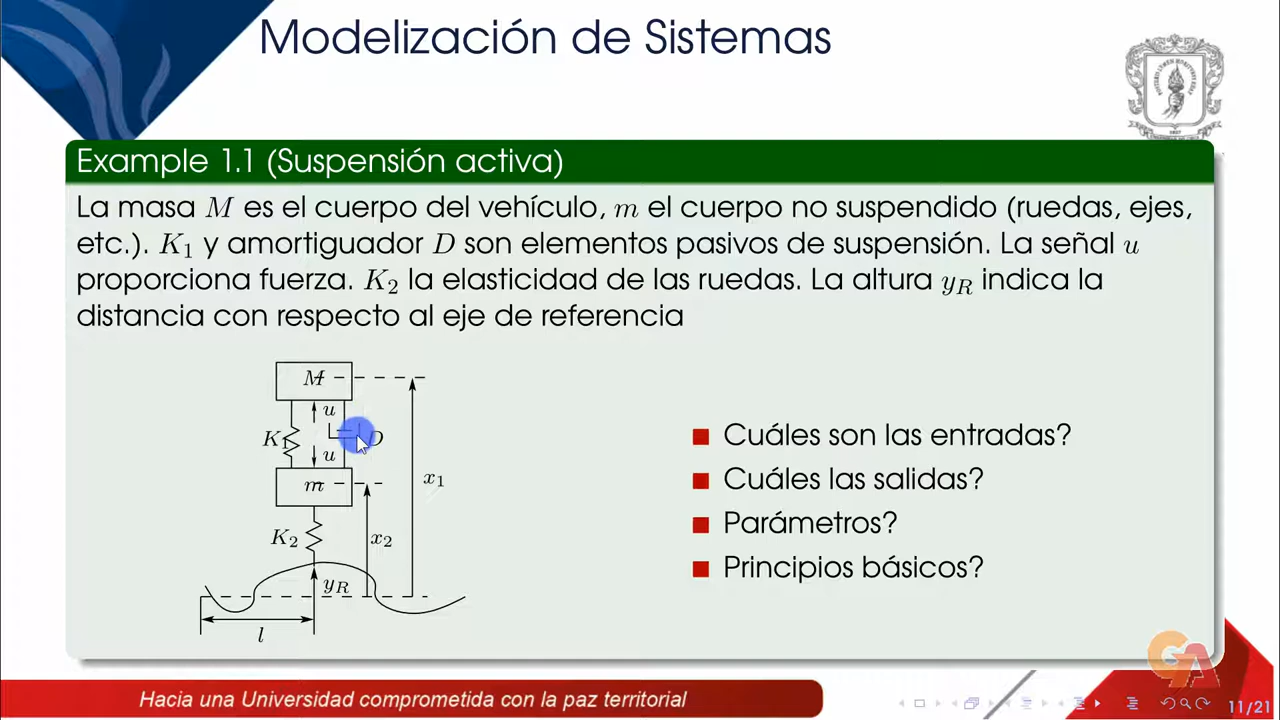 Modelización de Sistemas
Example 1.1 (Suspensión activa)
La masa M es el cuerpo del vehículo, m el cuerpo no suspendido (ruedas, ejes,
etc.). K₁ y amortiguador D son elementos pasivos de suspensión. La señal u
proporciona fuerza. K₂ la elasticidad de las ruedas. La altura y_R indica la
distancia con respecto al eje de referencia
M
u
K₁
D
u
m
x₁
K₂
x₂
y_R
l
Cuáles son las entradas?
Cuáles las salidas?
Parámetros?
Principios básicos?
GA
Hacia una Universidad comprometida con la paz territorial
11/21